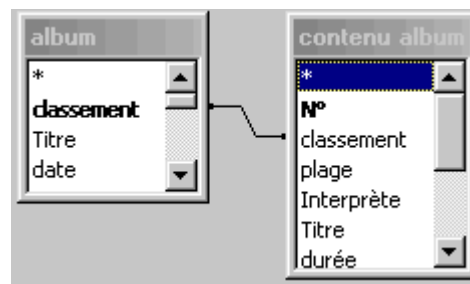 album
*
classement
Titre
date
contenu album
*
N°
classement
plage
Interprète
Titre
durée